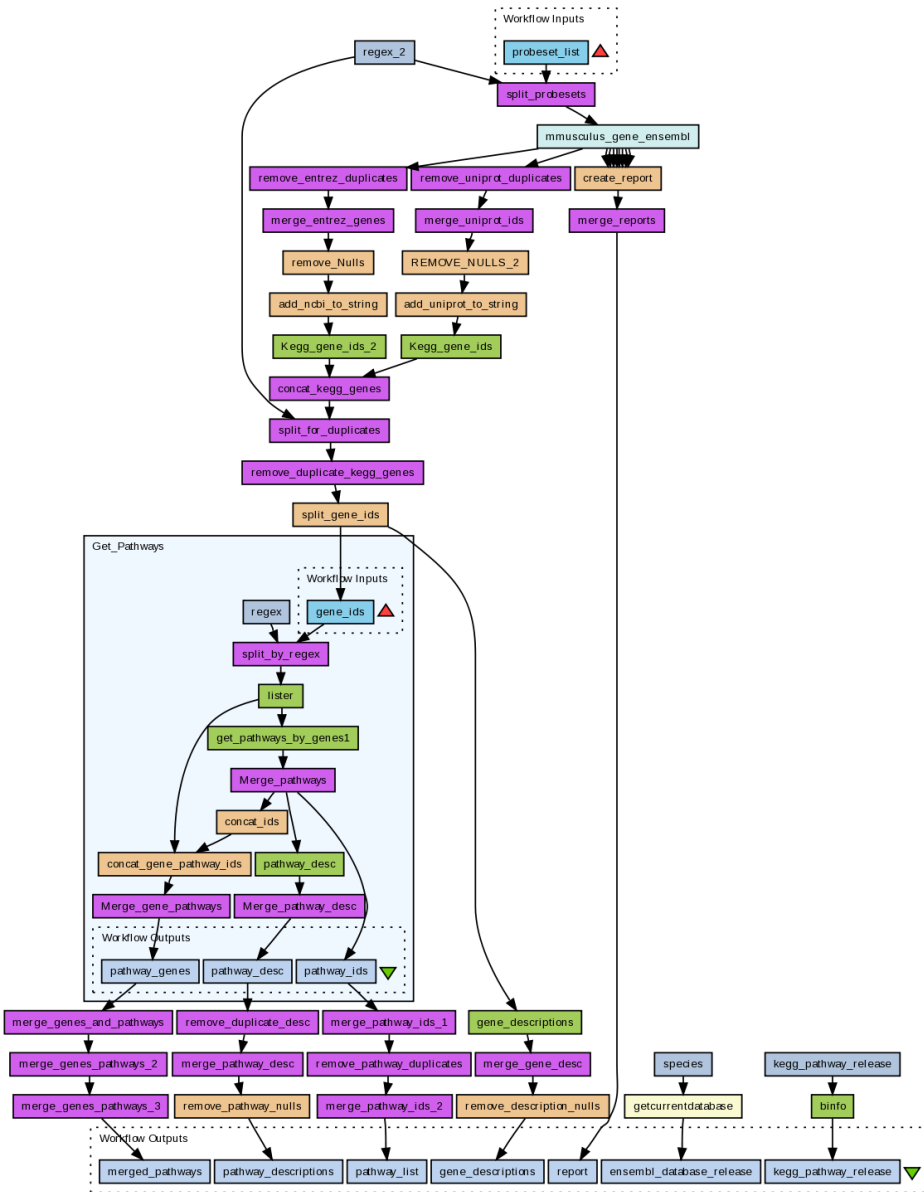 Workflow Inputs
regex_2
probeset_list
split_probesets
mmusculus_gene_ensembl
remove_entrez_duplicates
remove_uniprot_duplicates
create_report
merge_entrez_genes
merge_uniprot_ids
merge_reports
remove_Nulls
REMOVE_NULLS_2
add_ncbi_to_string
add_uniprot_to_string
Kegg_gene_ids_2
Kegg_gene_ids
concat_kegg_genes
split_for_duplicates
remove_duplicate_kegg_genes
split_gene_ids
Get_Pathways
Workflow Inputs
regex
gene_ids
split_by_regex
lister
get_pathways_by_genes1
Merge_pathways
concat_ids
concat_gene_pathway_ids
pathway_desc
Merge_gene_pathways
Merge_pathway_desc
Workflow Outputs
pathway_genes
pathway_desc
pathway_ids
merge_genes_and_pathways
remove_duplicate_desc
merge_pathway_ids_1
gene_descriptions
merge_genes_pathways_2
merge_pathway_desc
remove_pathway_duplicates
merge_gene_desc
species
kegg_pathway_release
merge_genes_pathways_3
remove_pathway_nulls
merge_pathway_ids_2
remove_description_nulls
getcurrentdatabase
binfo
Workflow Outputs
merged_pathways
pathway_descriptions
pathway_list
gene_descriptions
report
ensembl_database_release
kegg_pathway_release